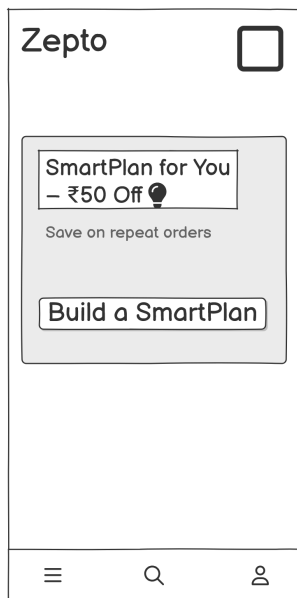 Zepto
SmartPlan for You
– ₹50 Off
Save on repeat orders
Build a SmartPlan